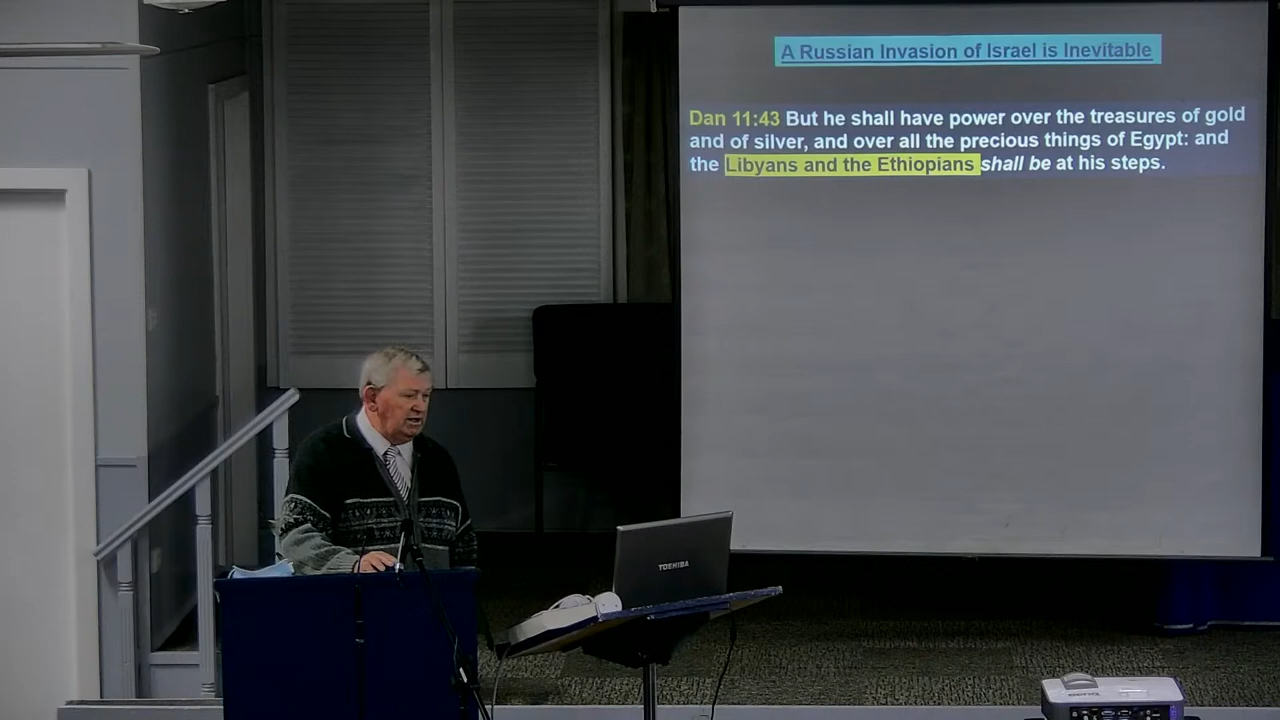 A Russian Invasion of Israel is Inevitable
Dan 11:43 But he shall have power over the treasures of gold
and of silver, and over all the precious things of Egypt: and
the Libyans and the Ethiopians shall be at his steps.
TOSHIBA
BenQ